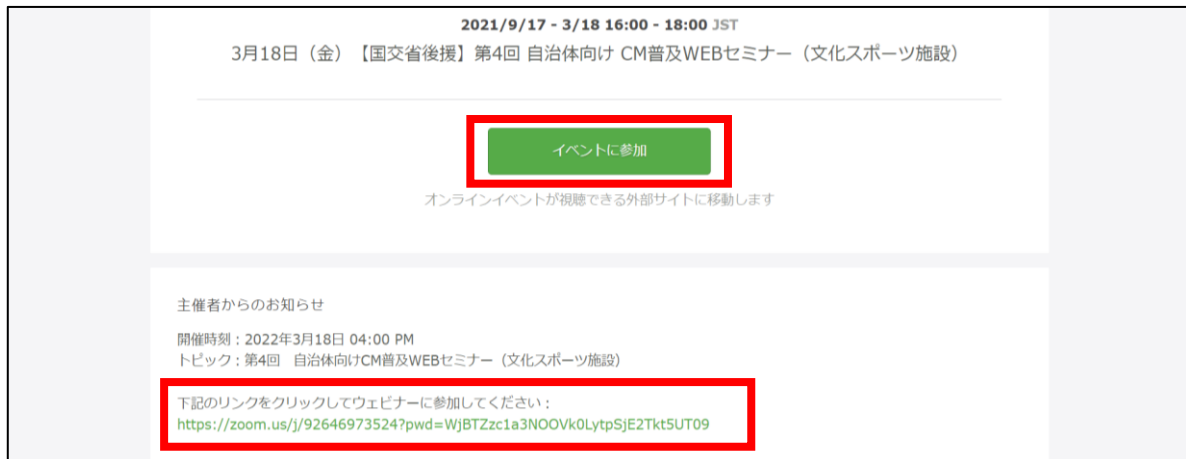 2021/9/17 - 3/18 16:00 - 18:00 JST
3月18日（金）【国交省後援】第4回 自治体向け CM普及WEBセミナー（文化スポーツ施設）
イベントに参加
オンラインイベントが視聴できる外部サイトに移動します
主催者からのお知らせ
開催時刻：2022年3月18日 04:00 PM
トピック：第4回　自治体向けCM普及WEBセミナー（文化スポーツ施設）
下記のリンクをクリックしてウェビナーに参加してください：
https://zoom.us/j/92646973524?pwd=WjBTZzc1a3NOOVk0LytpSjE2Tkt5UT09